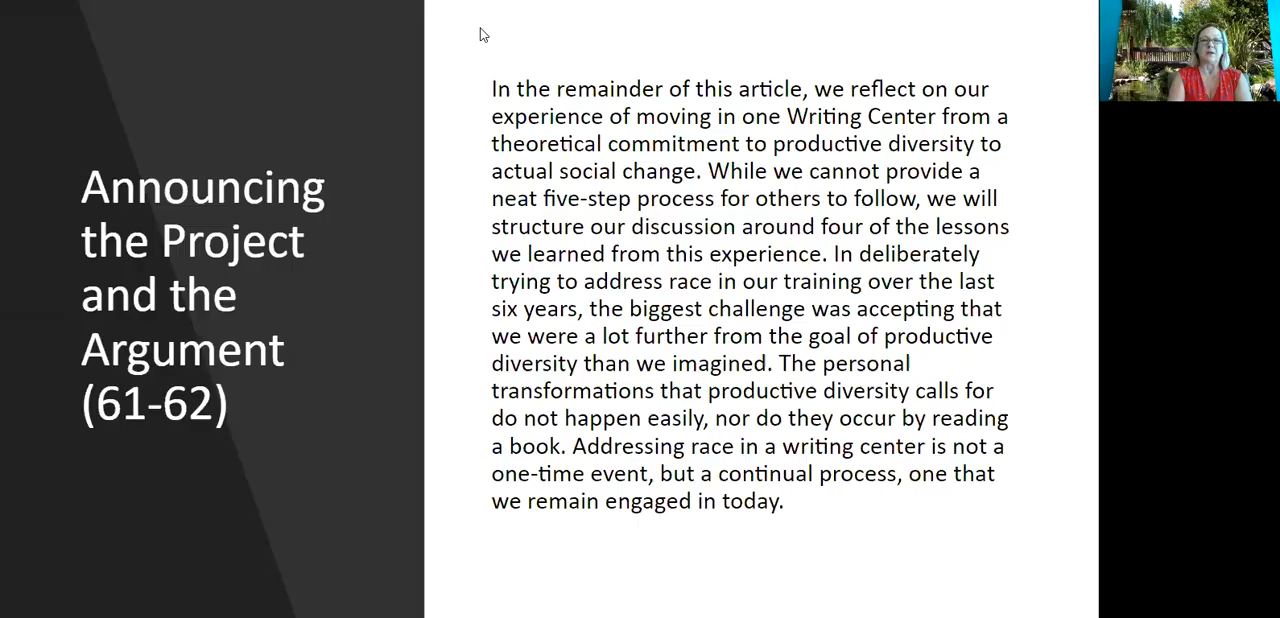 Announcing
the Project
and the
Argument
(61-62)
In the remainder of this article, we reflect on our
experience of moving in one Writing Center from a
theoretical commitment to productive diversity to
actual social change. While we cannot provide a
neat five-step process for others to follow, we will
structure our discussion around four of the lessons
we learned from this experience. In deliberately
trying to address race in our training over the last
six years, the biggest challenge was accepting that
we were a lot further from the goal of productive
diversity than we imagined. The personal
transformations that productive diversity calls for
do not happen easily, nor do they occur by reading
a book. Addressing race in a writing center is not a
one-time event, but a continual process, one that
we remain engaged in today.